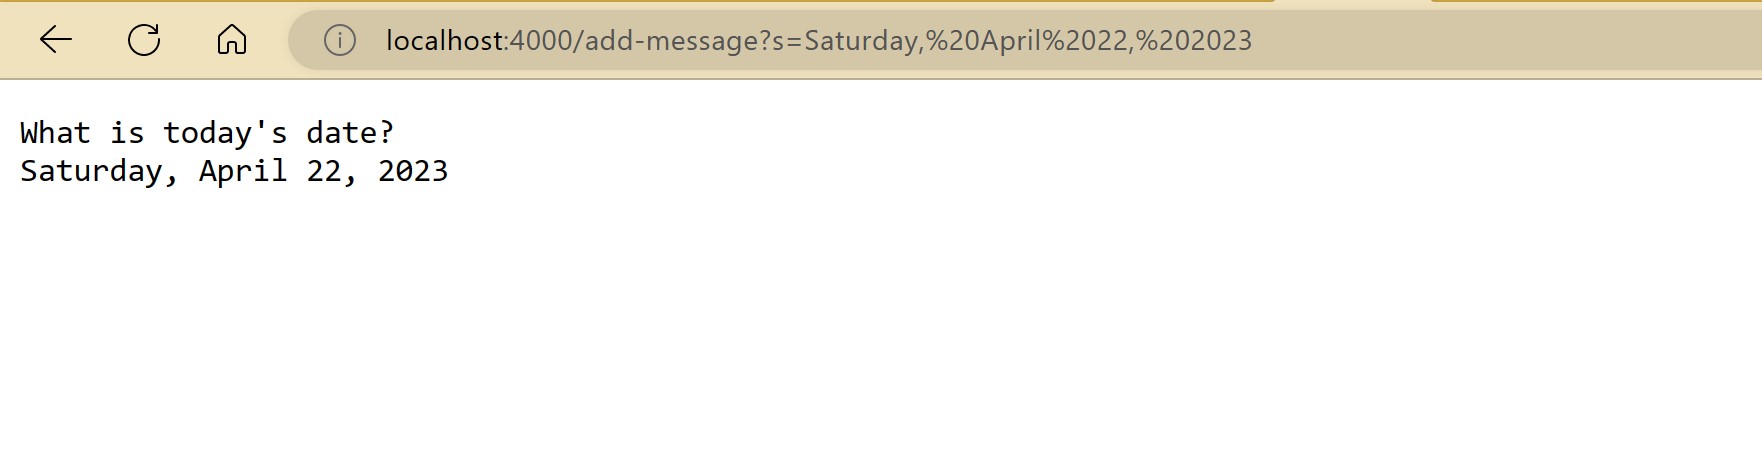 localhost:4000/add-message?s=Saturday,%20April%2022,%202023
What is today's date?
Saturday, April 22, 2023